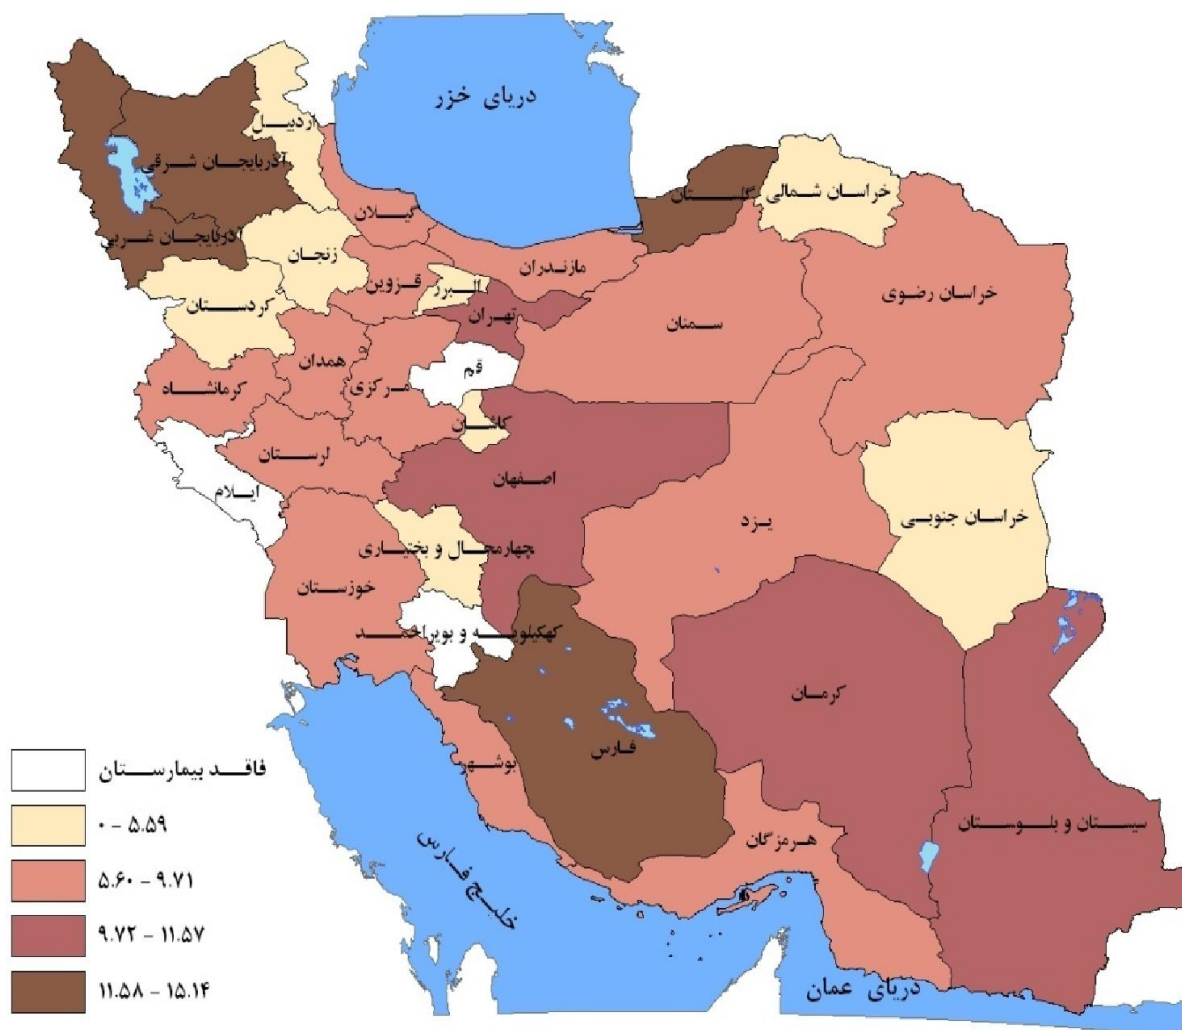 دریای خزر
اردبیل
آذربایجان شرقی
خراسان شمالی
گلستان
گیلان
آذربایجان غربی
زنجان
مازندران
قزوین
البرز
خراسان رضوی
کردستان
تهران
سمنان
همدان
قم
کرمانشاه
مرکزی
کاشان
لرستان
اصفهان
ایلام
خراسان جنوبی
یزد
چهارمحال و بختیاری
خوزستان
کهکیلویه و بویراحمد
کرمان
فارس
بوشهر
سیستان و بلوستان
هرمزگان
خلیج فارس
دریای عمان
فاقد بیمارستان
۰ - ۵.۵۹
۵.۶۰ - ۹.۷۱
۹.۷۲ - ۱۱.۵۷
۱۱.۵۸ - ۱۵.۱۴